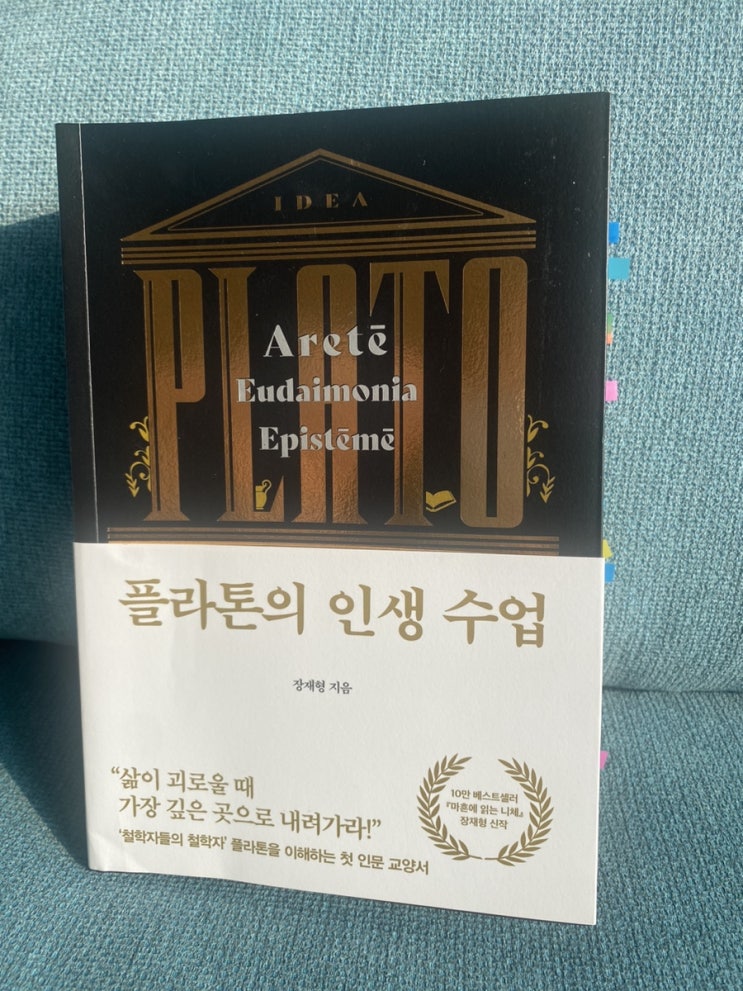 IDEA
PLATO
Aretē
Eudaimonia
Epistēmē
플라톤의 인생 수업
장재형 지음
“삶이 괴로울 때
가장 깊은 곳으로 내려가라!”
‘철학자들의 철학자’ 플라톤을 이해하는 첫 인문 교양서
10만 베스트셀러
『마흔에 읽는 니체』
장재형 신작